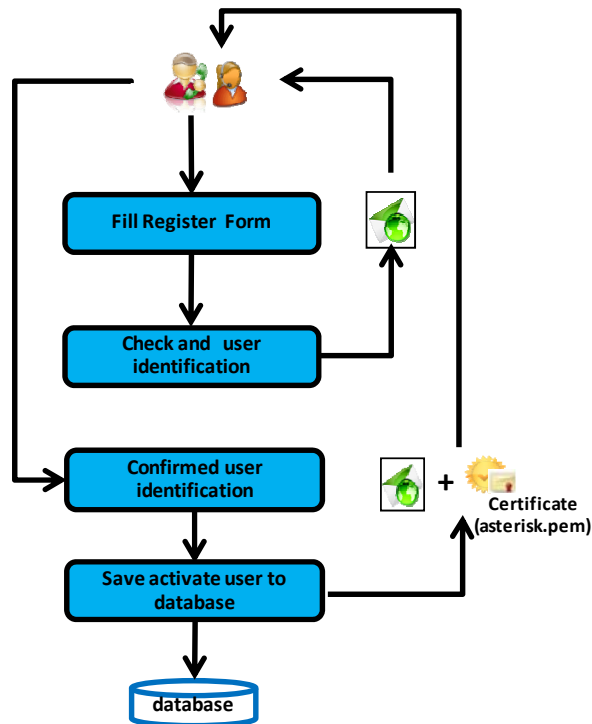 Fill Register Form
Check and user
identification
Confirmed user
identification
+
Certificate
(asterisk.pem)
Save activate user to
database
database